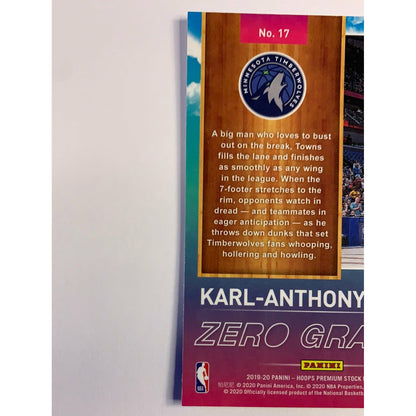 No. 17
MINNESOTA TIMBERWOLVES
A big man who loves to bust
out on the break, Towns
fills the lane and finishes
as smoothly as any wing
in the league. When the
7-footer stretches to the
rim, opponents watch in
dread — and teammates in
eager anticipation — as he
throws down dunks that set
Timberwolves fans whooping,
hollering and howling.
KARL-ANTHONY
ZERO GRA
PANINI
2019-20 PANINI – HOOPS PREMIUM STOCK
© 2020 Panini America, Inc. © 2020 NBA Properties,
© 2020 Officially licensed product of the National Basketb
NBA